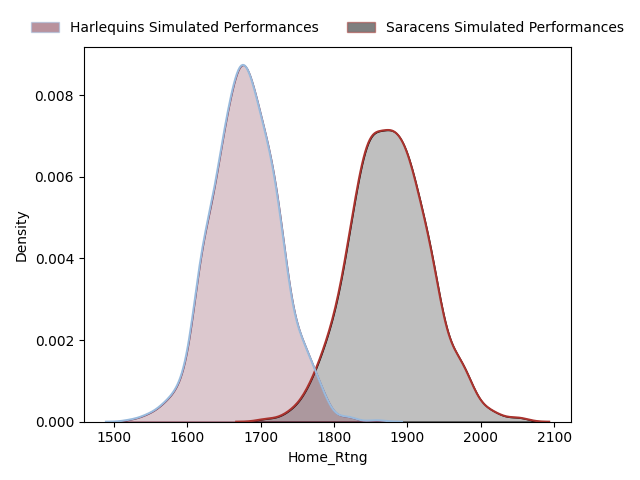 Harlequins Simulated Performances
Saracens Simulated Performances
Density
0.008
0.006
0.004
0.002
0.000
1500 1600 1700 1800 1900 2000 2100
Home_Rtng